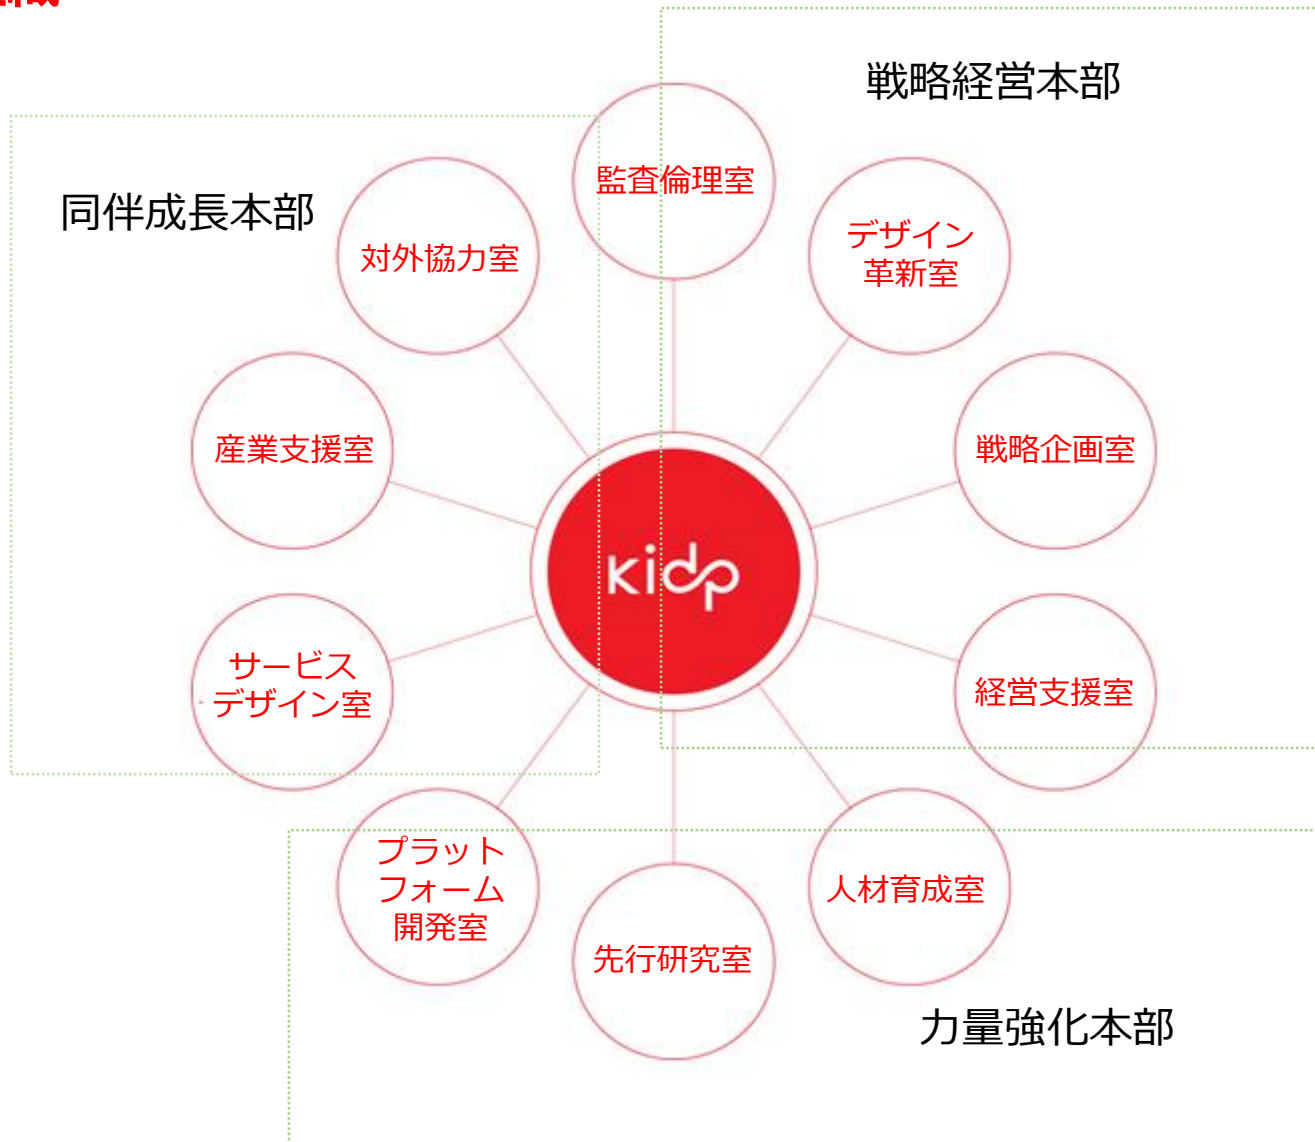 戦略経営本部
監査倫理室
同伴成長本部
デザイン
革新室
対外協力室
産業支援室
戦略企画室
kidp
サービス
デザイン室
経営支援室
プラット
フォーム
開発室
人材育成室
先行研究室
力量強化本部